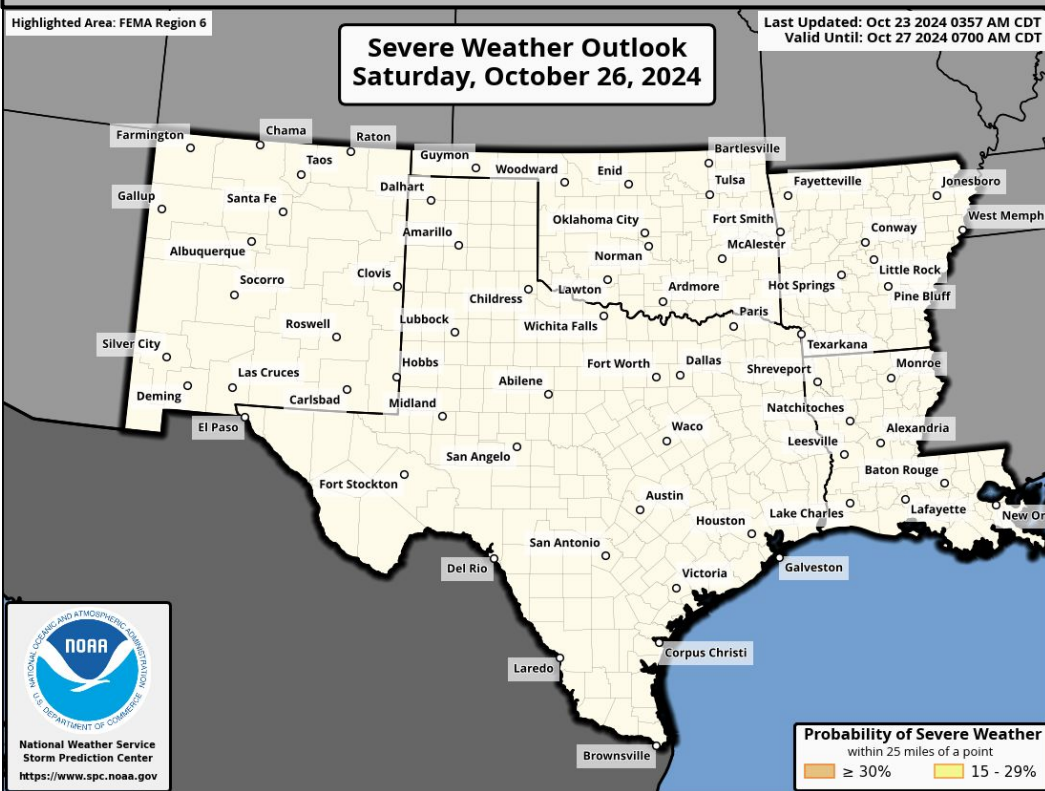 Highlighted Area: FEMA Region 6
Last Updated: Oct 23 2024 0357 AM CDT
Valid Until: Oct 27 2024 0700 AM CDT
Severe Weather Outlook
Saturday, October 26, 2024
Farmington
Chama
Raton
Taos
Guymon
Woodward
Enid
Bartlesville
Tulsa
Fayetteville
Jonesboro
Gallup
Santa Fe
Dalhart
Oklahoma City
Fort Smith
West Memph
Albuquerque
Amarillo
Norman
McAlester
Conway
Socorro
Clovis
Childress
Lawton
Ardmore
Hot Springs
Little Rock
Pine Bluff
Roswell
Lubbock
Wichita Falls
Paris
Texarkana
Silver City
Las Cruces
Hobbs
Abilene
Fort Worth
Dallas
Shreveport
Monroe
Deming
Carlsbad
Midland
Natchitoches
El Paso
San Angelo
Waco
Leesville
Alexandria
Fort Stockton
Baton Rouge
Austin
Houston
Lake Charles
Lafayette
New Or
San Antonio
Del Rio
Victoria
Galveston
Laredo
Corpus Christi
Brownsville
NATIONAL OCEANIC AND ATMOSPHERIC ADMINISTRATION
NOAA
U.S. DEPARTMENT OF COMMERCE
National Weather Service
Storm Prediction Center
https://www.spc.noaa.gov
Probability of Severe Weather
within 25 miles of a point
≥ 30%
15 - 29%